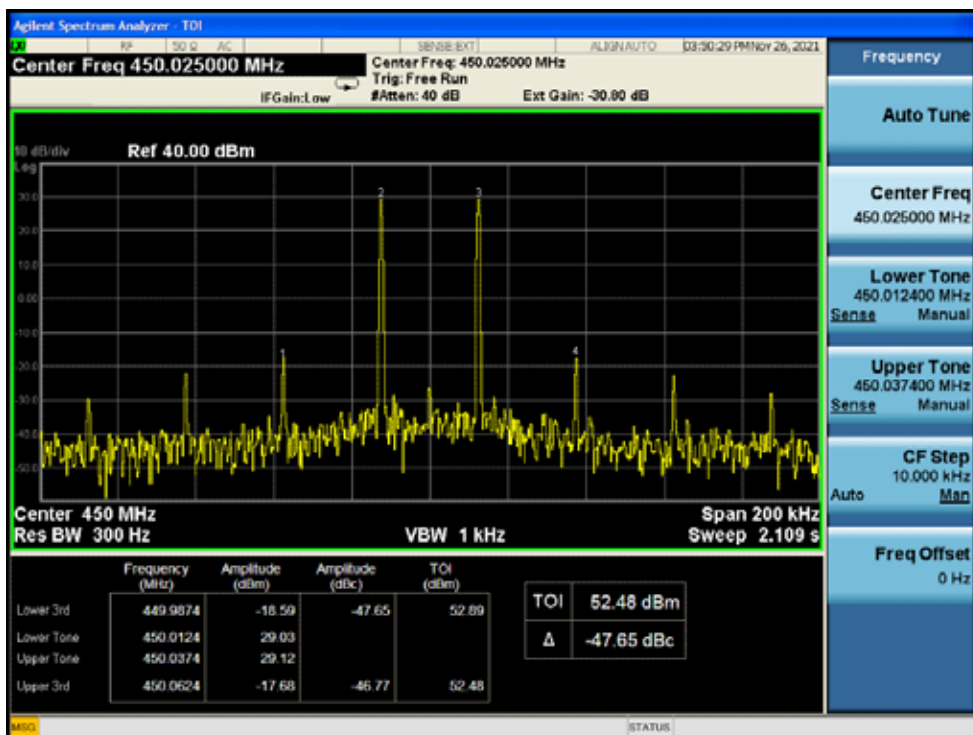 Agilent Spectrum Analyzer - TOI
RF 50 Ω AC SENSE:EXT ALIGN AUTO 03:50:29 PM Nov 26, 2021
Center Freq 450.025000 MHz
Center Freq: 450.025000 MHz
Trig: Free Run
IFGain:Low #Atten: 40 dB Ext Gain: -30.80 dB
10 dB/div Ref 40.00 dBm
Log
30.0
20.0
10.0
0.00
-10.0
-20.0
-30.0
-40.0
-50.0
1
2
3
4
Center 450 MHz Span 200 kHz
Res BW 300 Hz VBW 1 kHz Sweep 2.109 s
Frequency (MHz) Amplitude (dBm) Amplitude (dBc) TOI (dBm)
Lower 3rd 449.9874 -18.59 -47.65 52.89
Lower Tone 450.0124 29.03
Upper Tone 450.0374 29.12
Upper 3rd 450.0624 -17.68 -46.77 52.48
TOI 52.48 dBm
Δ -47.65 dBc
Frequency
Auto Tune
Center Freq
450.025000 MHz
Lower Tone
450.012400 MHz
Sense Manual
Upper Tone
450.037400 MHz
Sense Manual
CF Step
10.000 kHz
Auto Man
Freq Offset
0 Hz
MSG STATUS